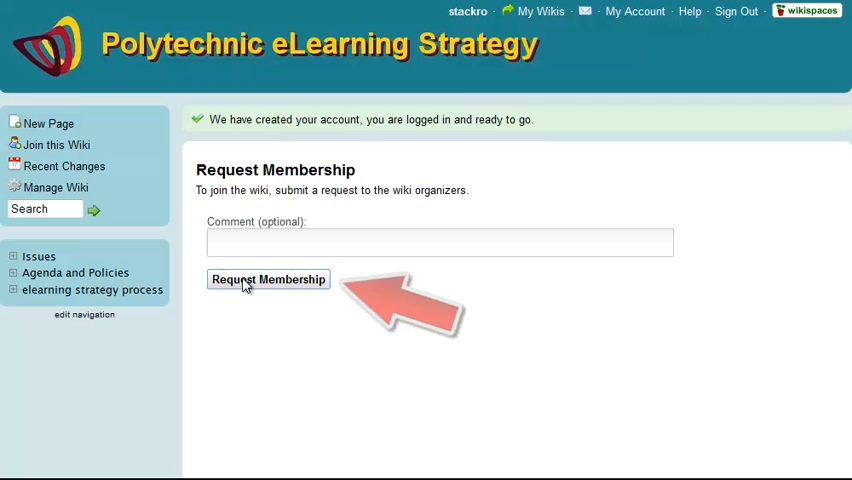 stackro · My Wikis · · My Account · Help · Sign Out · wikispaces
Polytechnic eLearning Strategy
New Page
Join this Wiki
Recent Changes
Manage Wiki
Search
Issues
Agenda and Policies
elearning strategy process
edit navigation
We have created your account, you are logged in and ready to go.
Request Membership
To join the wiki, submit a request to the wiki organizers.
Comment (optional):
Request Membership